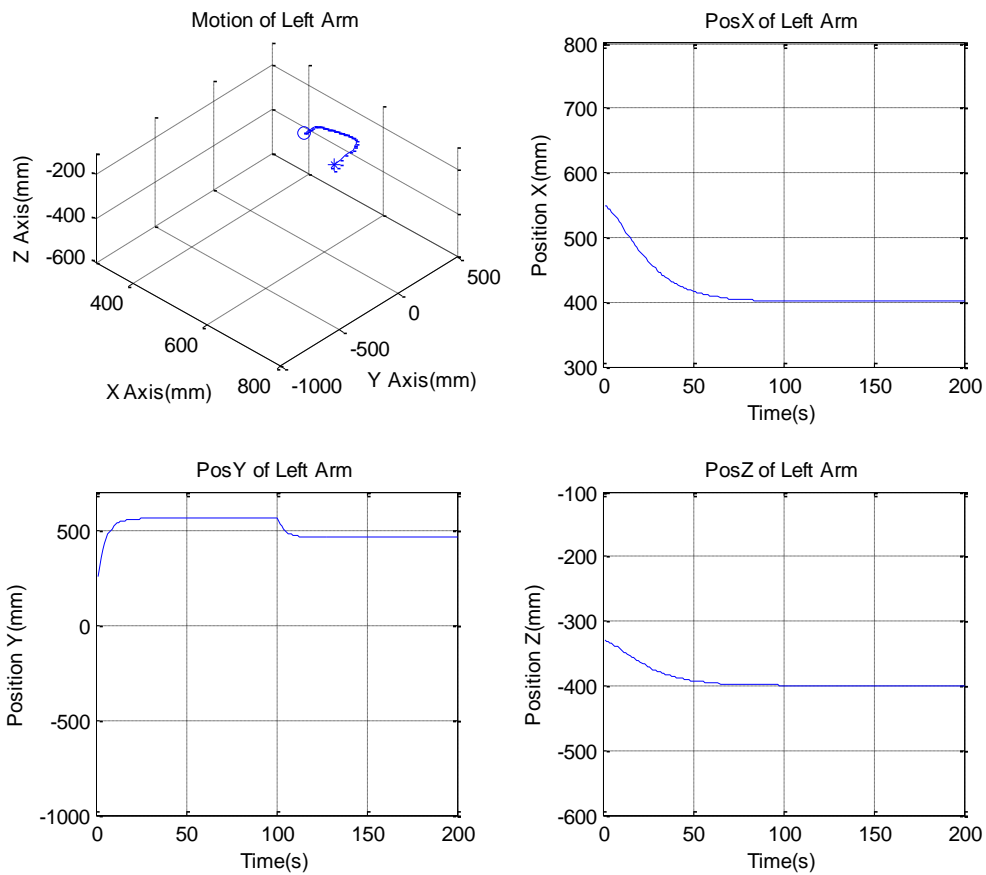 Motion of Left Arm
Z Axis(mm)
-200
-400
-600
400
600
800
X Axis(mm)
-1000
-500
0
500
Y Axis(mm)
PosX of Left Arm
Position X(mm)
800
700
600
500
400
300
0 50 100 150 200
Time(s)
PosY of Left Arm
Position Y(mm)
500
0
-500
-1000
0 50 100 150 200
Time(s)
PosZ of Left Arm
Position Z(mm)
-100
-200
-300
-400
-500
-600
0 50 100 150 200
Time(s)